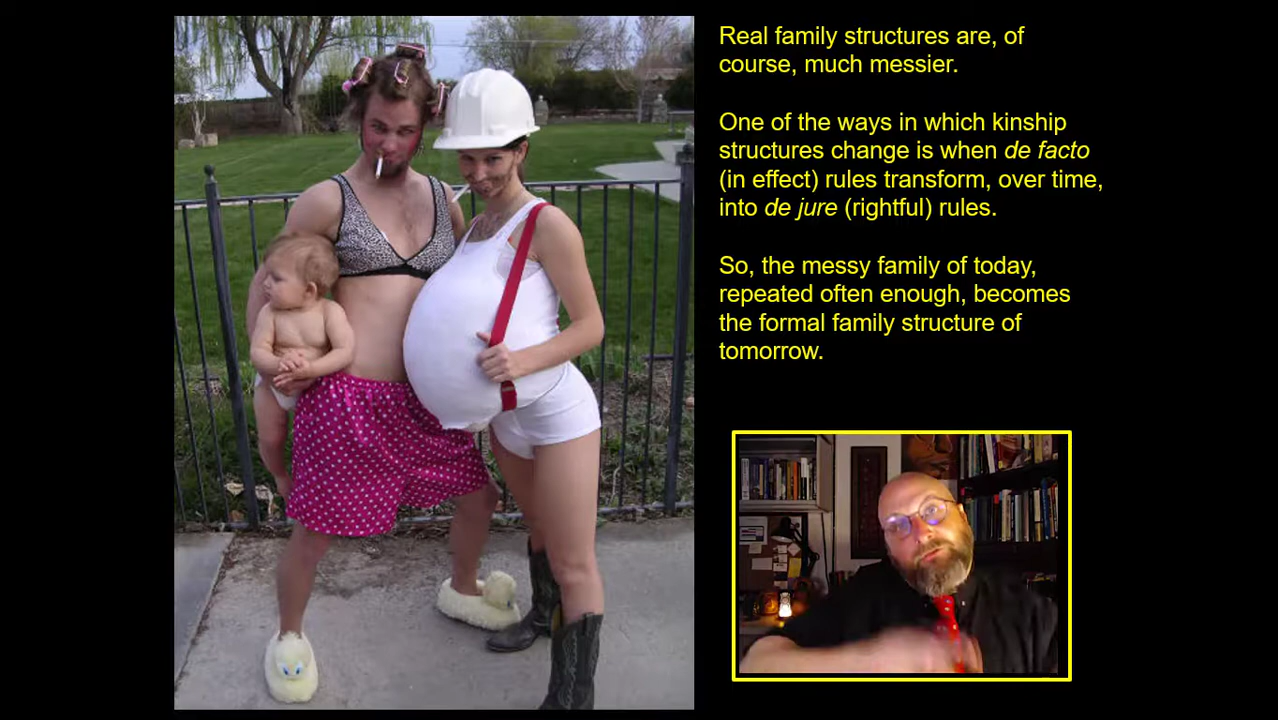 Real family structures are, of
course, much messier.
One of the ways in which kinship
structures change is when de facto
(in effect) rules transform, over time,
into de jure (rightful) rules.
So, the messy family of today,
repeated often enough, becomes
the formal family structure of
tomorrow.